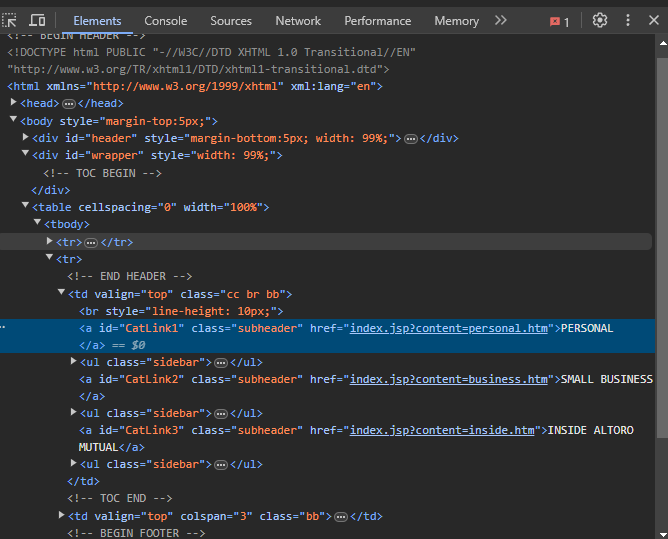 Elements Console Sources Network Performance Memory 1
<!-- BEGIN HEADER -->
<!DOCTYPE html PUBLIC "-//W3C//DTD XHTML 1.0 Transitional//EN"
"http://www.w3.org/TR/xhtml1/DTD/xhtml1-transitional.dtd">
<html xmlns="http://www.w3.org/1999/xhtml" xml:lang="en">
<head> … </head>
<body style="margin-top:5px;">
<div id="header" style="margin-bottom:5px; width: 99%;"> … </div>
<div id="wrapper" style="width: 99%;">
<!-- TOC BEGIN -->
</div>
<table cellspacing="0" width="100%">
<tbody>
<tr> … </tr>
<tr>
<!-- END HEADER -->
<td valign="top" class="cc br bb">
<br style="line-height: 10px;">
<a id="CatLink1" class="subheader" href="index.jsp?content=personal.htm">PERSONAL
</a> == $0
<ul class="sidebar"> … </ul>
<a id="CatLink2" class="subheader" href="index.jsp?content=business.htm">SMALL BUSINESS
</a>
<ul class="sidebar"> … </ul>
<a id="CatLink3" class="subheader" href="index.jsp?content=inside.htm">INSIDE ALTORO
MUTUAL</a>
<ul class="sidebar"> … </ul>
</td>
<!-- TOC END -->
<td valign="top" colspan="3" class="bb"> … </td>
<!-- BEGIN FOOTER -->